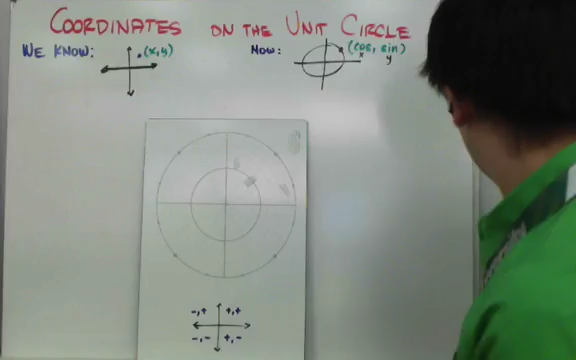 COORDINATES ON THE UNIT CIRCLE
WE KNOW: (x,y)
NOW: (cos, sin)
x y
-,+ +,+
-,- +,-